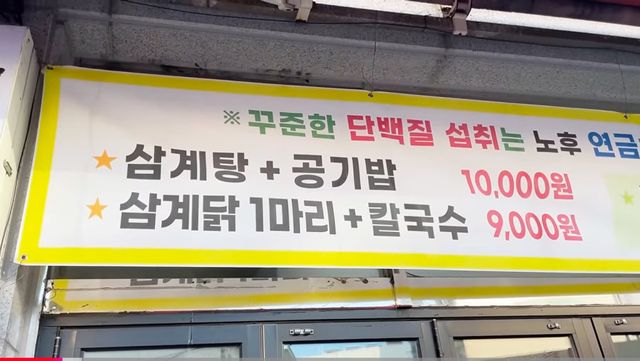 ※꾸준한 단백질 섭취는 노후 연금
★삼계탕 + 공기밥 10,000원
★삼계닭 1마리 + 칼국수 9,000원